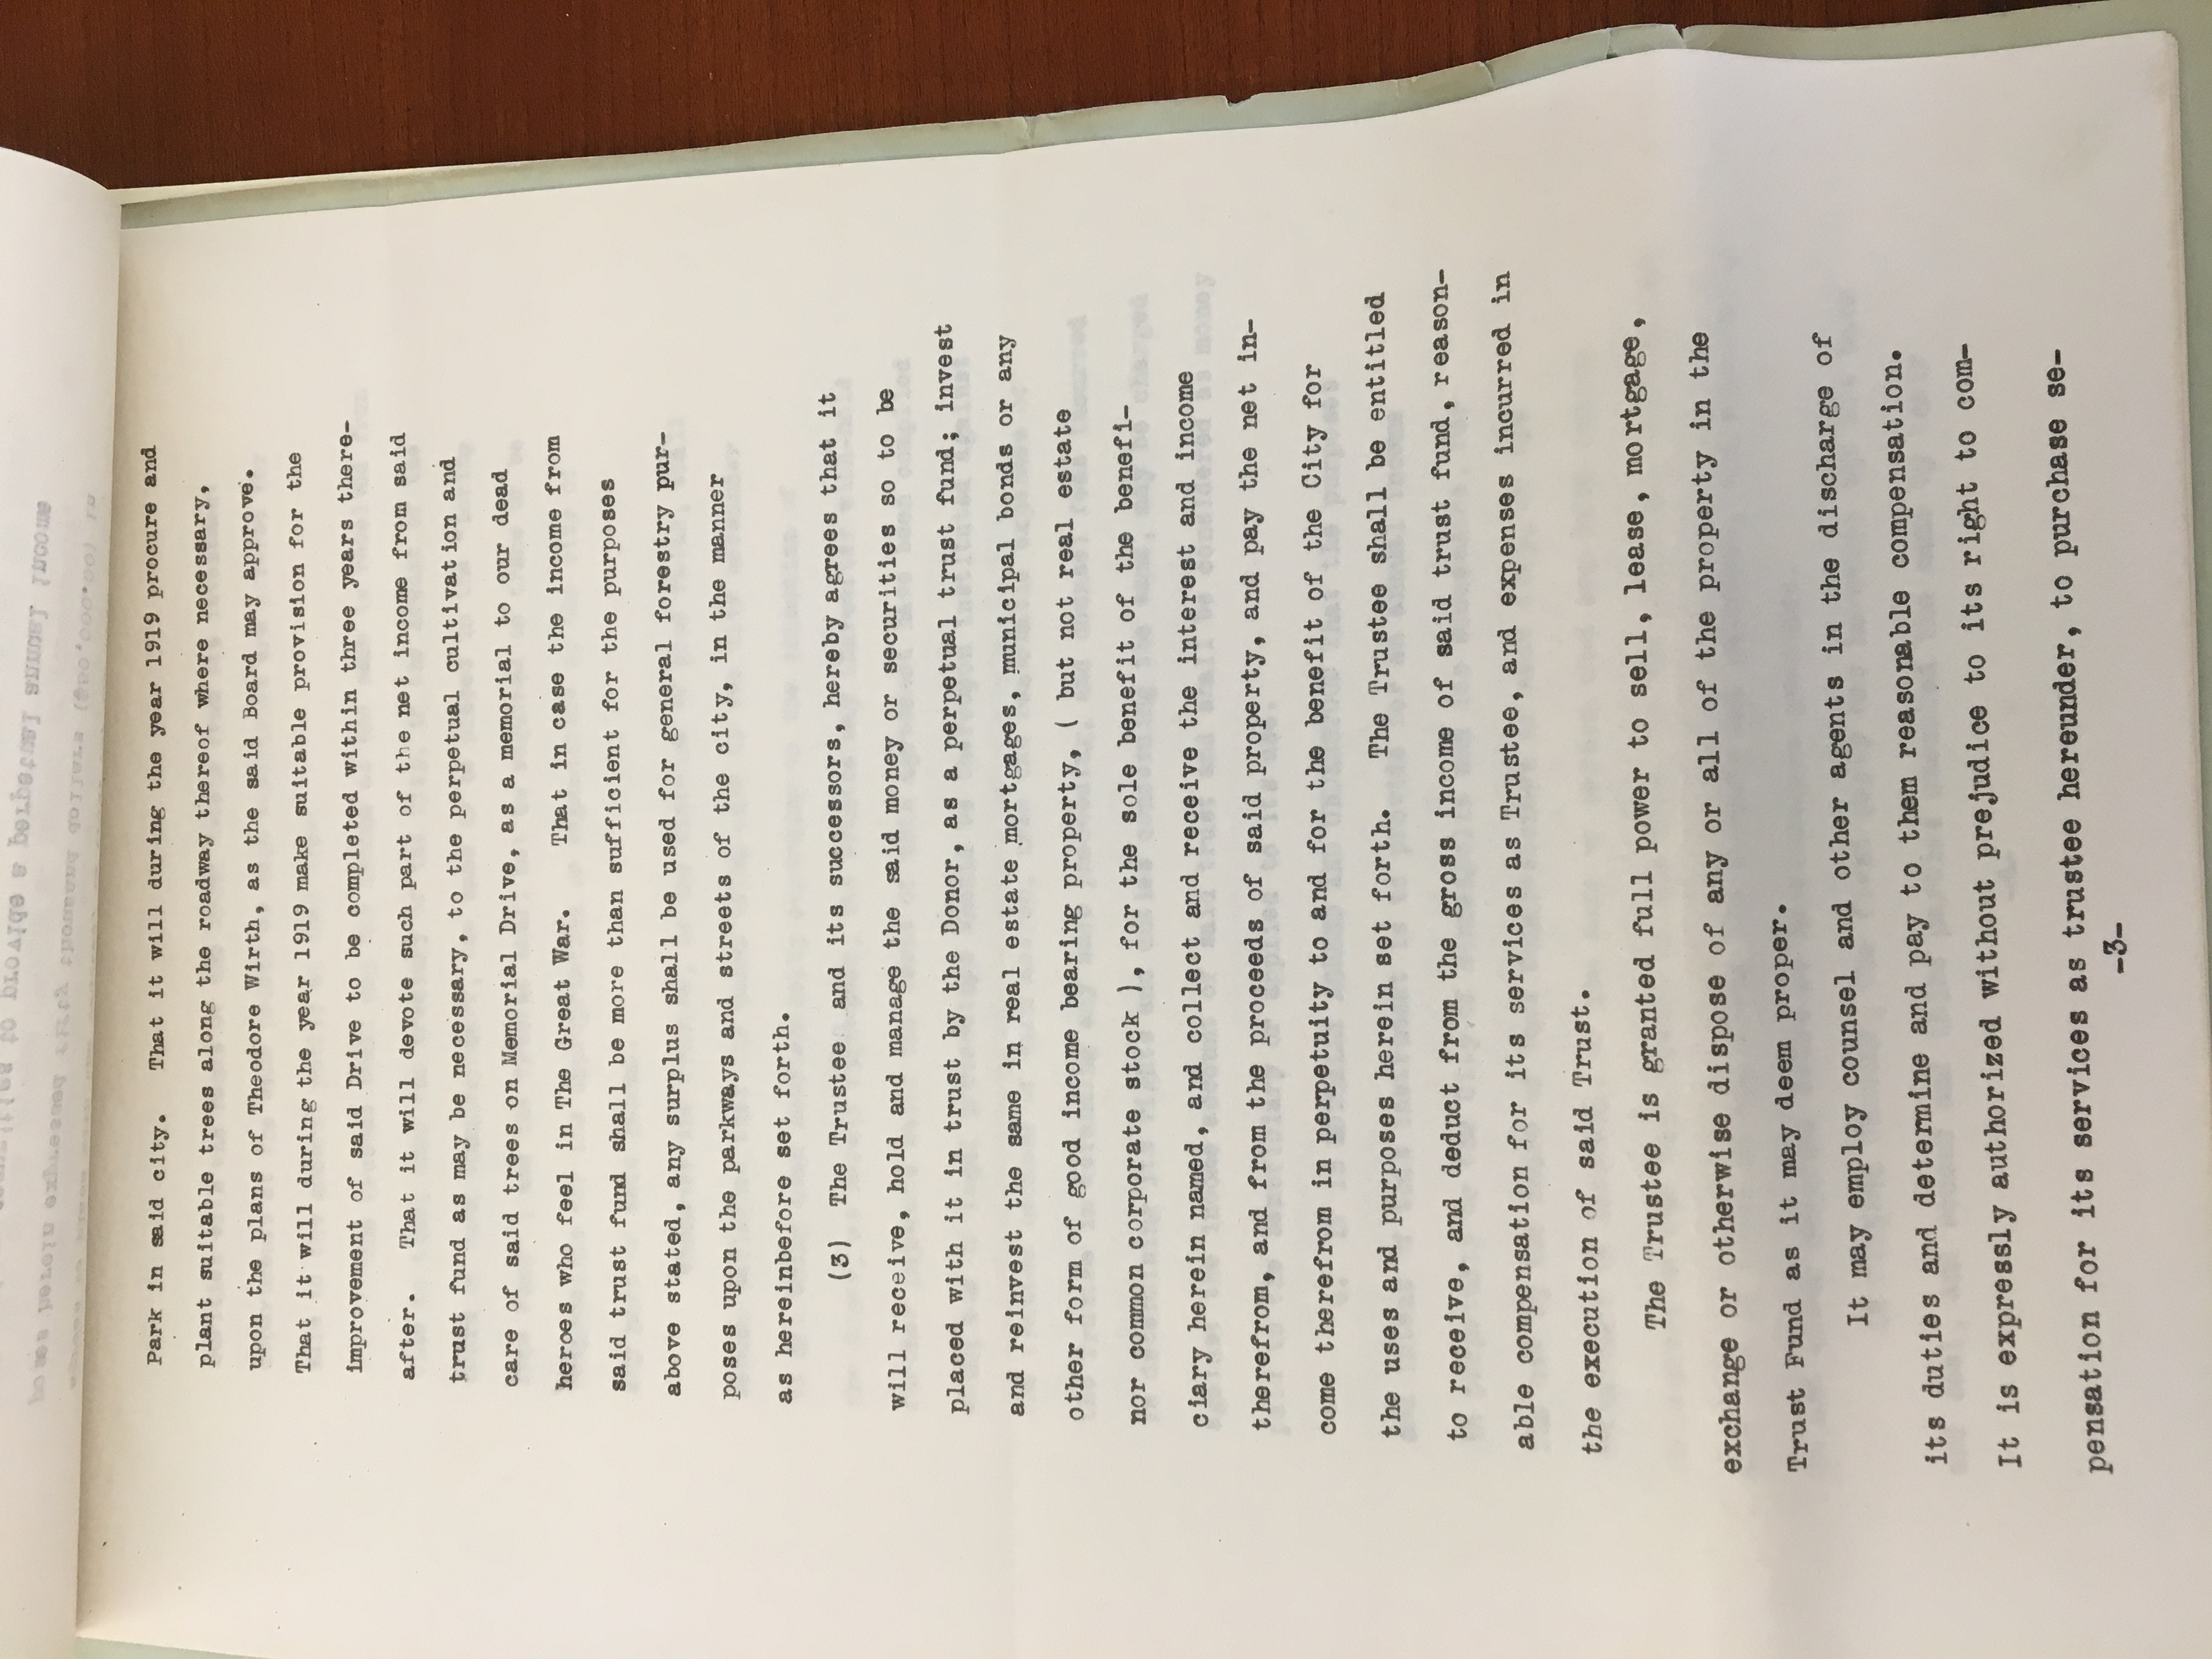 Park in said city. That it will during the year 1919 procure and
plant suitable trees along the roadway thereof where necessary,
upon the plans of Theodore Wirth, as the said Board may approve.
That it will during the year 1919 make suitable provision for the
improvement of said Drive to be completed within three years there-
after. That it will devote such part of the net income from said
trust fund as may be necessary, to the perpetual cultivation and
care of said trees on Memorial Drive, as a memorial to our dead
heroes who feel in The Great War. That in case the income from
said trust fund shall be more than sufficient for the purposes
above stated, any surplus shall be used for general forestry pur-
poses upon the parkways and streets of the city, in the manner
as hereinbefore set forth.
(3) The Trustee and its successors, hereby agrees that it
will receive, hold and manage the said money or securities so to be
placed with it in trust by the Donor, as a perpetual trust fund; invest
and reinvest the same in real estate mortgages, municipal bonds or any
other form of good income bearing property, ( but not real estate
nor common corporate stock ), for the sole benefit of the benefi-
ciary herein named, and collect and receive the interest and income
therefrom, and from the proceeds of said property, and pay the net in-
come therefrom in perpetuity to and for the benefit of the City for
the uses and purposes herein set forth. The Trustee shall be entitled
to receive, and deduct from the gross income of said trust fund, reason-
able compensation for its services as Trustee, and expenses incurred in
the execution of said Trust.
The Trustee is granted full power to sell, lease, mortgage,
exchange or otherwise dispose of any or all of the property in the
Trust Fund as it may deem proper.
It may employ counsel and other agents in the discharge of
its duties and determine and pay to them reasonable compensation.
It is expressly authorized without prejudice to its right to com-
pensation for its services as trustee hereunder, to purchase se-
-3-